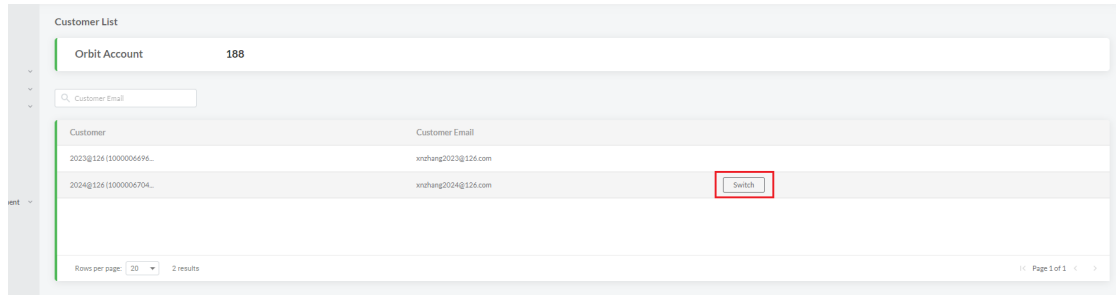 Customer List
Orbit Account 188
Customer Email
Customer Customer Email
2023@126 (1000006696... xnzhang2023@126.com
2024@126 (1000006704... xnzhang2024@126.com Switch
ent
Rows per page: 20 2 results Page 1 of 1